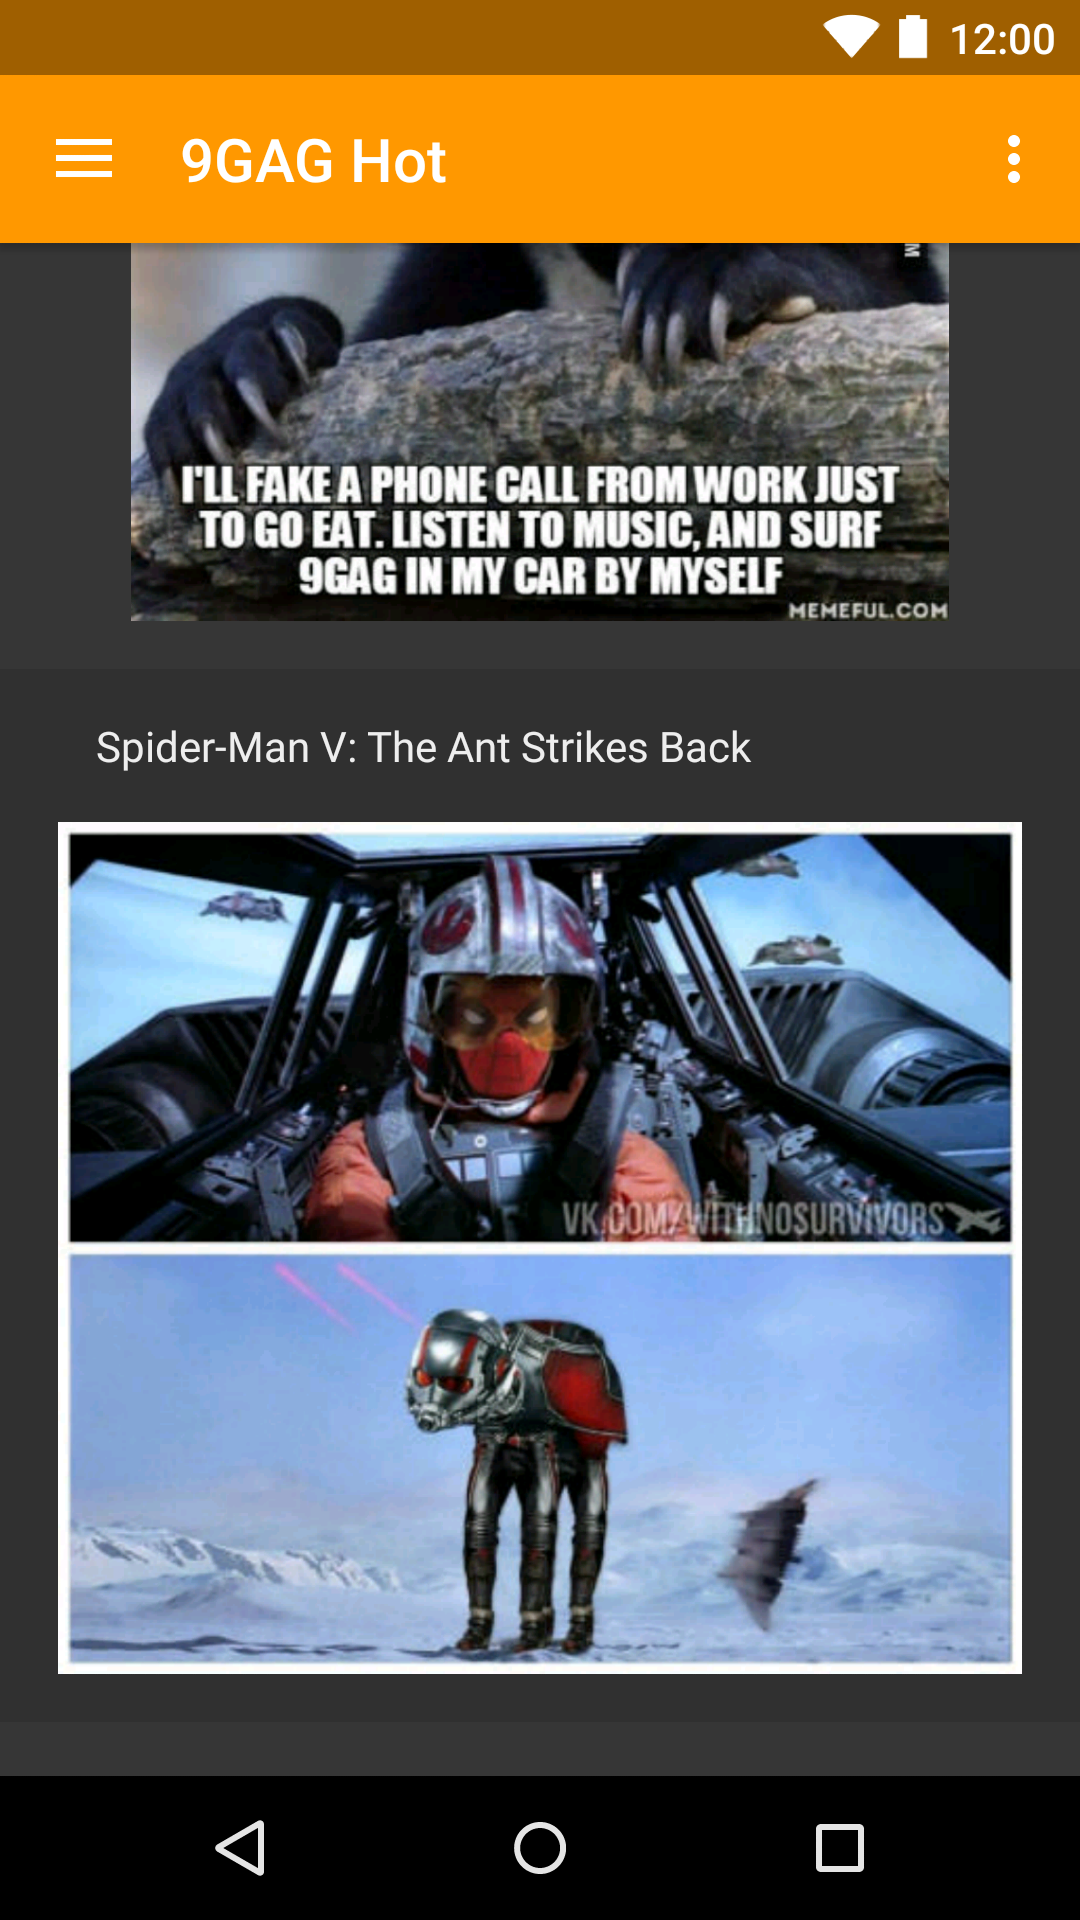 12:00
9GAG Hot
M
I'LL FAKE A PHONE CALL FROM WORK JUST
TO GO EAT. LISTEN TO MUSIC, AND SURF
9GAG IN MY CAR BY MYSELF
MEMEFUL.COM
Spider-Man V: The Ant Strikes Back
VK.COM/WITHNOSURVIVORS